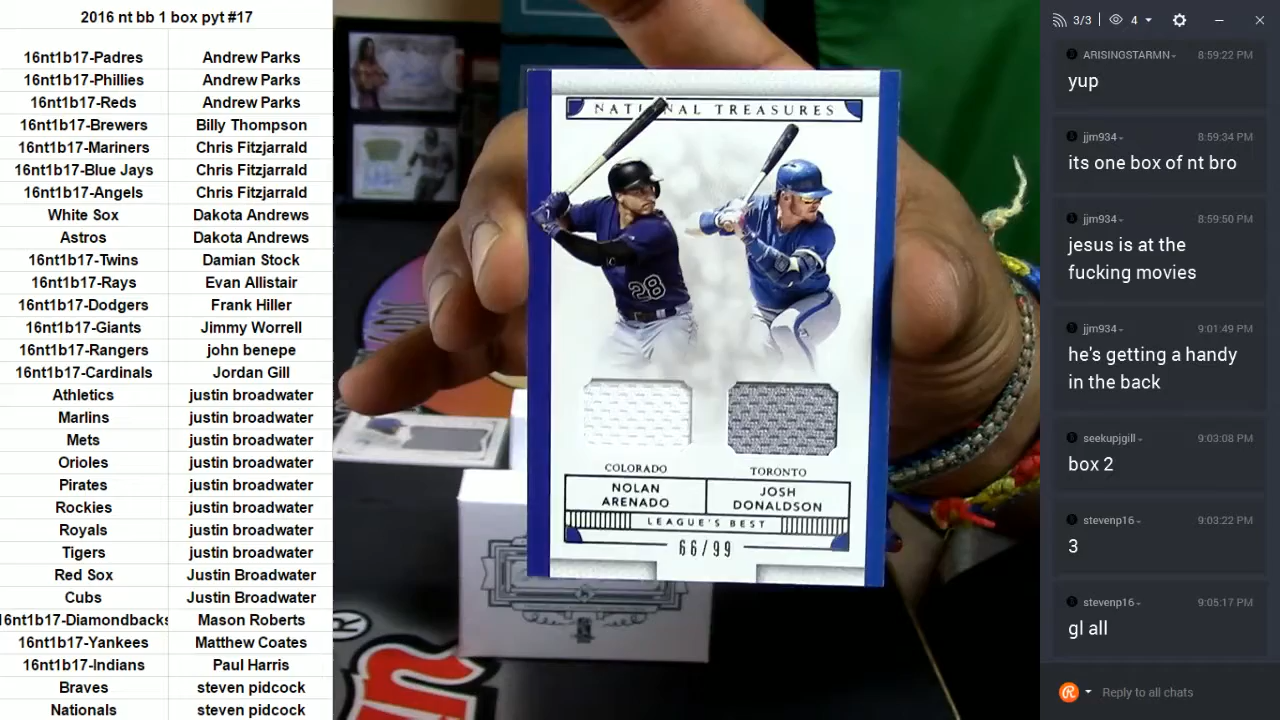 2016 nt bb 1 box pyt #17
16nt1b17-Padres Andrew Parks
16nt1b17-Phillies Andrew Parks
16nt1b17-Reds Andrew Parks
16nt1b17-Brewers Billy Thompson
16nt1b17-Mariners Chris Fitzjarrald
16nt1b17-Blue Jays Chris Fitzjarrald
16nt1b17-Angels Chris Fitzjarrald
White Sox Dakota Andrews
Astros Dakota Andrews
16nt1b17-Twins Damian Stock
16nt1b17-Rays Evan Allistair
16nt1b17-Dodgers Frank Hiller
16nt1b17-Giants Jimmy Worrell
16nt1b17-Rangers john benepe
16nt1b17-Cardinals Jordan Gill
Athletics justin broadwater
Marlins justin broadwater
Mets justin broadwater
Orioles justin broadwater
Pirates justin broadwater
Rockies justin broadwater
Royals justin broadwater
Tigers justin broadwater
Red Sox Justin Broadwater
Cubs Justin Broadwater
16nt1b17-Diamondbacks Mason Roberts
16nt1b17-Yankees Matthew Coates
16nt1b17-Indians Paul Harris
Braves steven pidcock
Nationals steven pidcock
NATIONAL TREASURES
28
COLORADO
NOLAN
ARENADO
TORONTO
JOSH
DONALDSON
LEAGUE'S BEST
66/99
3/3 4
ARISINGSTARMN 8:59:22 PM
yup
jjm934 8:59:34 PM
its one box of nt bro
jjm934 8:59:50 PM
jesus is at the
fucking movies
jjm934 9:01:49 PM
he's getting a handy
in the back
seekupjgill 9:03:08 PM
box 2
stevenp16 9:03:22 PM
3
stevenp16 9:05:17 PM
gl all
Reply to all chats